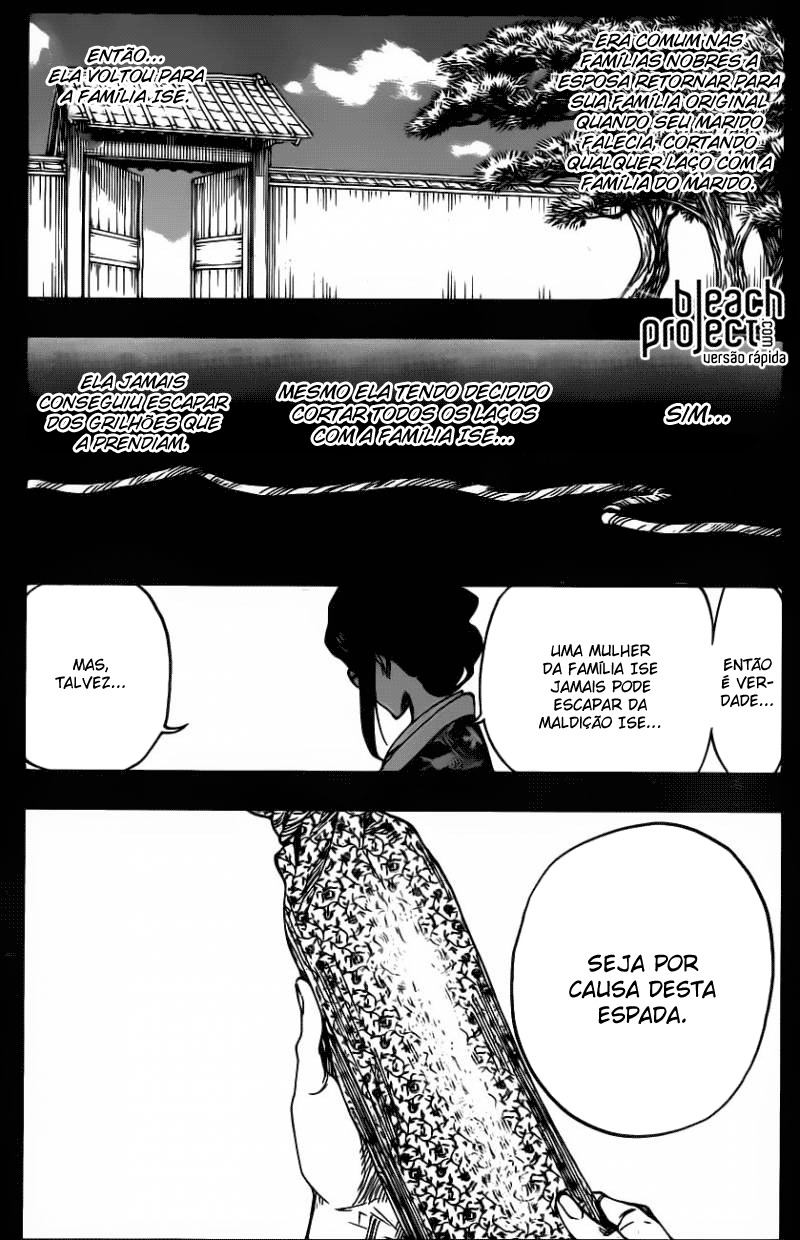 ERA COMUM NAS
FAMÍLIAS NOBRES A
ESPOSA RETORNAR PARA
SUA FAMÍLIA ORIGINAL
QUANDO SEU MARIDO
FALECIA, CORTANDO
QUALQUER LAÇO COM A
FAMÍLIA DO MARIDO.
ENTÃO...
ELA VOLTOU PARA
A FAMÍLIA ISE.
bleach
project.com
versão rápida
SIM...
MESMO ELA TENDO DECIDIDO
CORTAR TODOS OS LAÇOS
COM A FAMÍLIA ISE...
ELA JAMAIS
CONSEGUIU ESCAPAR
DOS GRILHÕES QUE
A PRENDIAM.
ENTÃO
É VER-
DADE...
UMA MULHER
DA FAMÍLIA ISE
JAMAIS PODE
ESCAPAR DA
MALDIÇÃO ISE...
MAS,
TALVEZ...
SEJA POR
CAUSA DESTA
ESPADA.